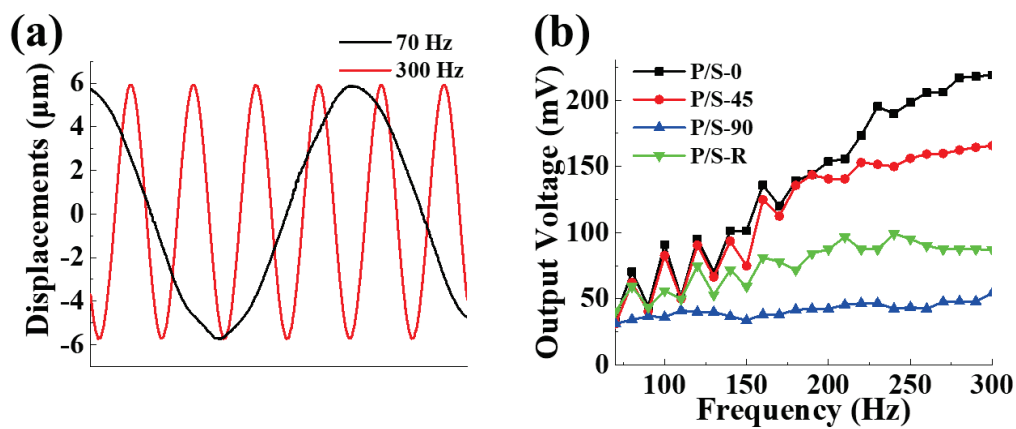 (a)
70 Hz
300 Hz
Displacements (μm)
6
4
2
0
-2
-4
-6
(b)
P/S-0
P/S-45
P/S-90
P/S-R
Output Voltage (mV)
200
150
100
50
0
100 150 200 250 300
Frequency (Hz)